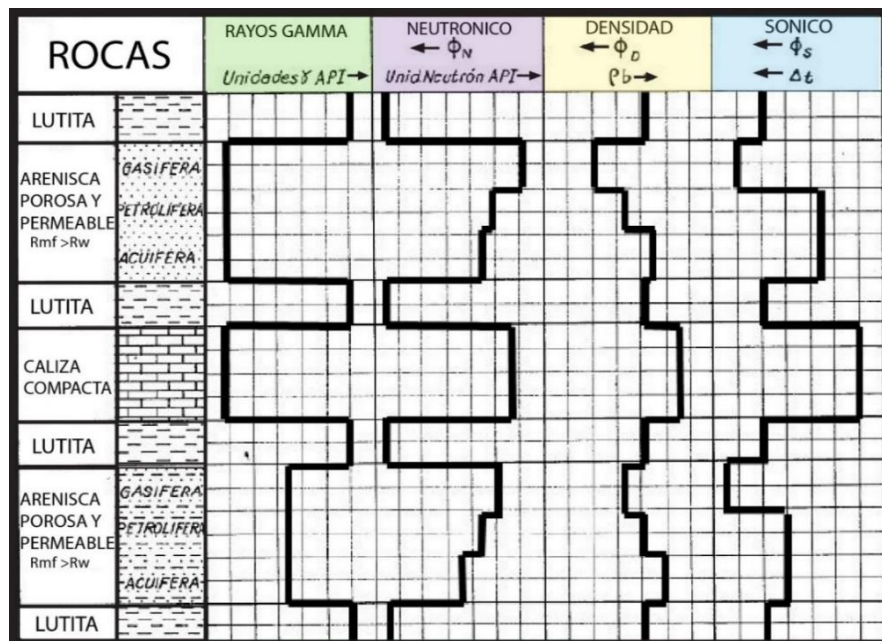 ROCAS
RAYOS GAMMA
Unidades γ API →
NEUTRONICO
← ϕN
Unid Neutrón API →
DENSIDAD
← ϕD
ρb →
SONICO
← ϕS
← Δt
LUTITA
ARENISCA
POROSA Y
PERMEABLE
Rmf >Rw
GASIFERA
PETROLIFERA
ACUIFERA
LUTITA
CALIZA
COMPACTA
LUTITA
ARENISCA
POROSA Y
PERMEABLE
Rmf >Rw
GASIFERA
PETROLIFERA
ACUIFERA
LUTITA